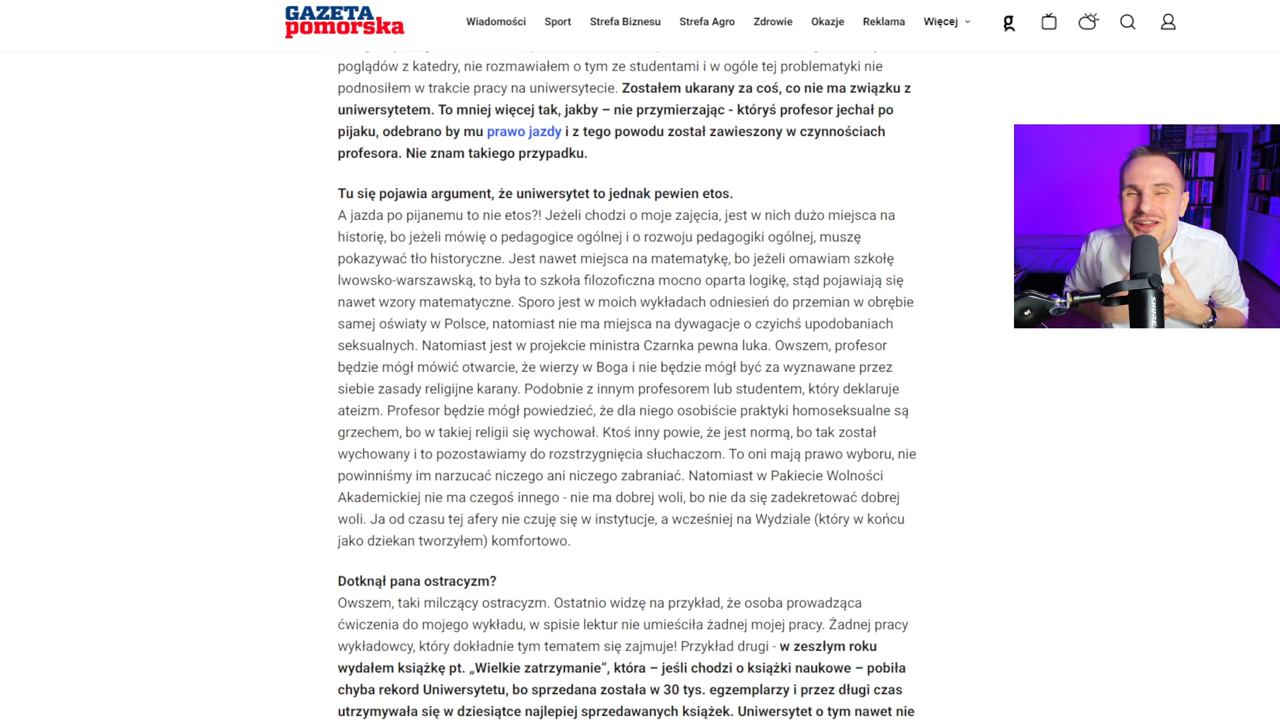 GAZETA
pomorska
Wiadomości Sport Strefa Biznesu Strefa Agro Zdrowie Okazje Reklama Więcej
poglądów z katedry, nie rozmawiałem o tym ze studentami i w ogóle tej problematyki nie
podnosiłem w trakcie pracy na uniwersytecie. Zostałem ukarany za coś, co nie ma związku z
uniwersytetem. To mniej więcej tak, jakby – nie przymierzając - któryś profesor jechał po
pijaku, odebrano by mu prawo jazdy i z tego powodu został zawieszony w czynnościach
profesora. Nie znam takiego przypadku.
Tu się pojawia argument, że uniwersytet to jednak pewien etos.
A jazda po pijanemu to nie etos?! Jeżeli chodzi o moje zajęcia, jest w nich dużo miejsca na
historię, bo jeżeli mówię o pedagogice ogólnej i o rozwoju pedagogiki ogólnej, muszę
pokazywać tło historyczne. Jest nawet miejsca na matematykę, bo jeżeli omawiam szkołę
lwowsko-warszawską, to była to szkoła filozoficzna mocno oparta logikę, stąd pojawiają się
nawet wzory matematyczne. Sporo jest w moich wykładach odniesień do przemian w obrębie
samej oświaty w Polsce, natomiast nie ma miejsca na dywagacje o czyichś upodobaniach
seksualnych. Natomiast jest w projekcie ministra Czarnka pewna luka. Owszem, profesor
będzie mógł mówić otwarcie, że wierzy w Boga i nie będzie mógł być za wyznawane przez
siebie zasady religijne karany. Podobnie z innym profesorem lub studentem, który deklaruje
ateizm. Profesor będzie mógł powiedzieć, że dla niego osobiście praktyki homoseksualne są
grzechem, bo w takiej religii się wychował. Ktoś inny powie, że jest normą, bo tak został
wychowany i to pozostawiamy do rozstrzygnięcia słuchaczom. To oni mają prawo wyboru, nie
powinniśmy im narzucać niczego ani niczego zabraniać. Natomiast w Pakiecie Wolności
Akademickiej nie ma czegoś innego - nie ma dobrej woli, bo nie da się zadekretować dobrej
woli. Ja od czasu tej afery nie czuję się w instytucje, a wcześniej na Wydziale (który w końcu
jako dziekan tworzyłem) komfortowo.
Dotknął pana ostracyzm?
Owszem, taki milczący ostracyzm. Ostatnio widzę na przykład, że osoba prowadząca
ćwiczenia do mojego wykładu, w spisie lektur nie umieściła żadnej mojej pracy. Żadnej pracy
wykładowcy, który dokładnie tym tematem się zajmuje! Przykład drugi - w zeszłym roku
wydałem książkę pt. „Wielkie zatrzymanie”, która – jeśli chodzi o książki naukowe – pobiła
chyba rekord Uniwersytetu, bo sprzedana została w 30 tys. egzemplarzy i przez długi czas
utrzymywała się w dziesiątce najlepiej sprzedawanych książek. Uniwersytet o tym nawet nie
SHURE